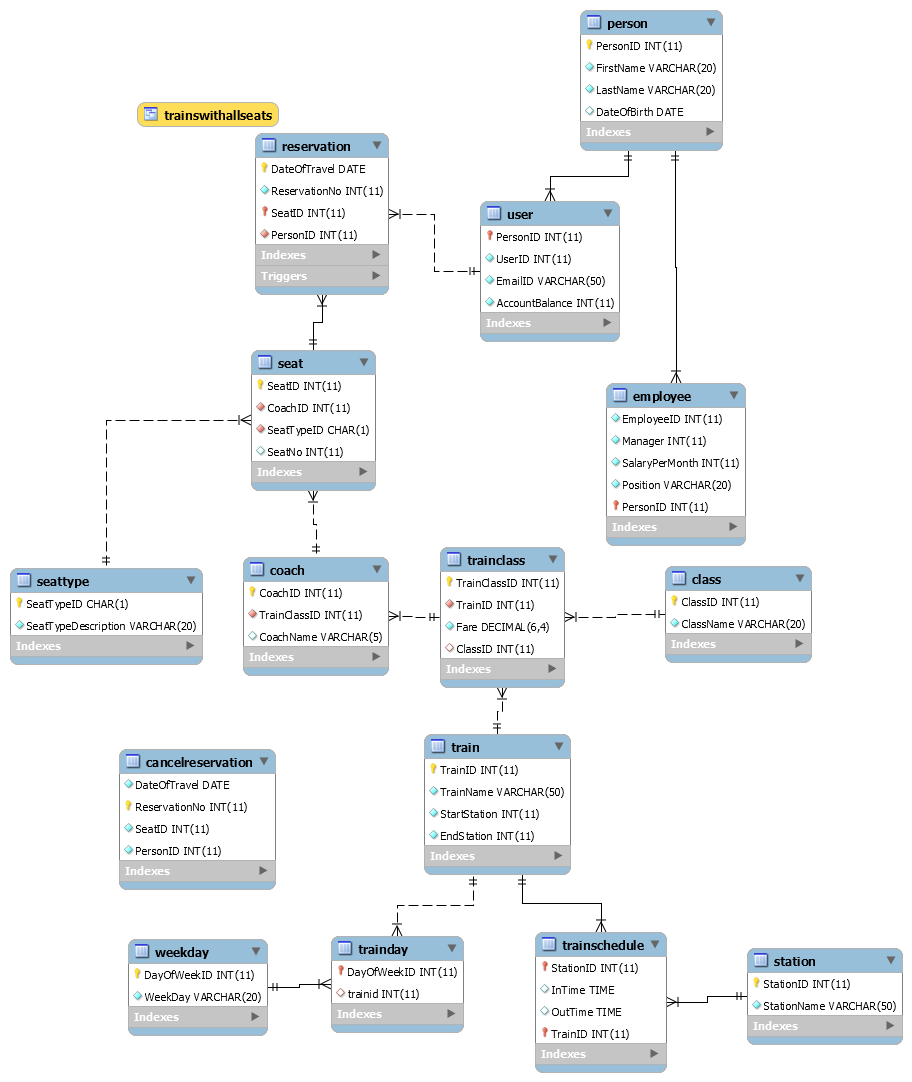 person
PersonID INT(11)
FirstName VARCHAR(20)
LastName VARCHAR(20)
DateOfBirth DATE
Indexes
trainswithallseats
reservation
DateOfTravel DATE
ReservationNo INT(11)
SeatID INT(11)
PersonID INT(11)
Indexes
Triggers
user
PersonID INT(11)
UserID INT(11)
EmailID VARCHAR(50)
AccountBalance INT(11)
Indexes
seat
SeatID INT(11)
CoachID INT(11)
SeatTypeID CHAR(1)
SeatNo INT(11)
Indexes
employee
EmployeeID INT(11)
Manager INT(11)
SalaryPerMonth INT(11)
Position VARCHAR(20)
PersonID INT(11)
Indexes
seattype
SeatTypeID CHAR(1)
SeatTypeDescription VARCHAR(20)
Indexes
coach
CoachID INT(11)
TrainClassID INT(11)
CoachName VARCHAR(5)
Indexes
trainclass
TrainClassID INT(11)
TrainID INT(11)
Fare DECIMAL(6,4)
ClassID INT(11)
Indexes
class
ClassID INT(11)
ClassName VARCHAR(20)
Indexes
cancelreservation
DateOfTravel DATE
ReservationNo INT(11)
SeatID INT(11)
PersonID INT(11)
Indexes
train
TrainID INT(11)
TrainName VARCHAR(50)
StartStation INT(11)
EndStation INT(11)
Indexes
weekday
DayOfWeekID INT(11)
WeekDay VARCHAR(20)
Indexes
trainday
DayOfWeekID INT(11)
trainid INT(11)
Indexes
trainschedule
StationID INT(11)
InTime TIME
OutTime TIME
TrainID INT(11)
Indexes
station
StationID INT(11)
StationName VARCHAR(50)
Indexes